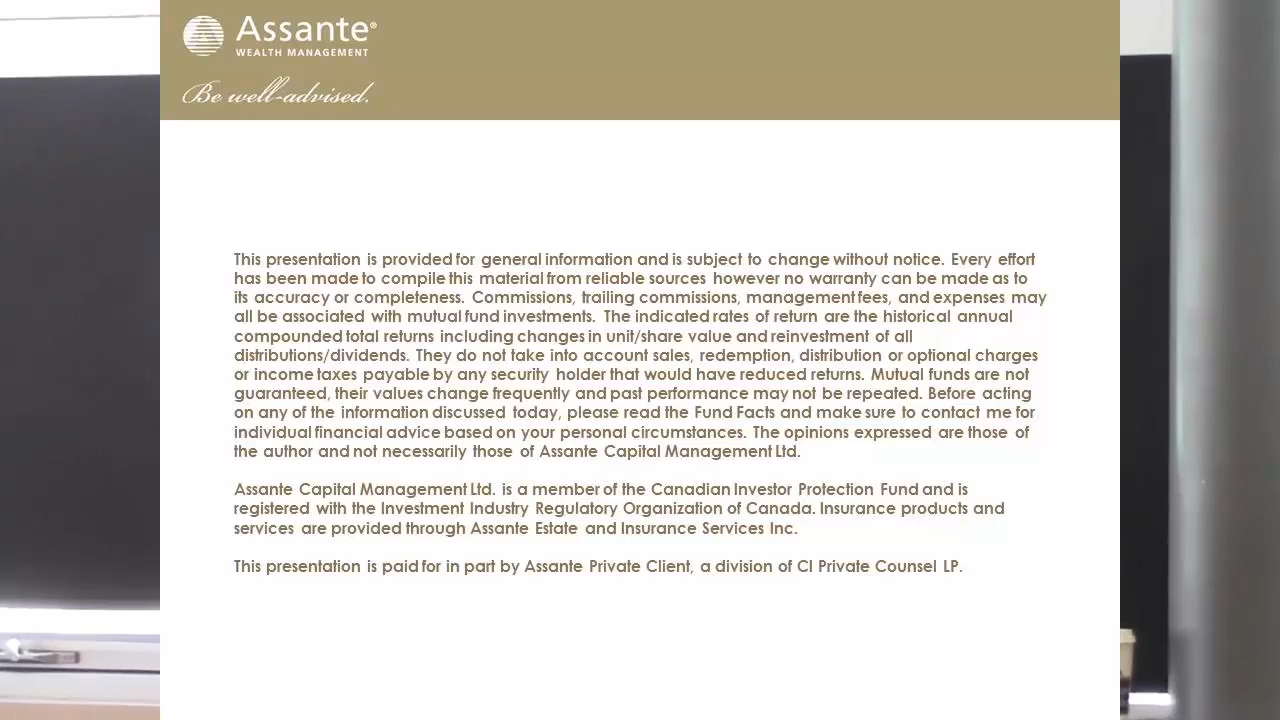 Assante®
WEALTH MANAGEMENT
Be well-advised.
This presentation is provided for general information and is subject to change without notice. Every effort
has been made to compile this material from reliable sources however no warranty can be made as to
its accuracy or completeness. Commissions, trailing commissions, management fees, and expenses may
all be associated with mutual fund investments. The indicated rates of return are the historical annual
compounded total returns including changes in unit/share value and reinvestment of all
distributions/dividends. They do not take into account sales, redemption, distribution or optional charges
or income taxes payable by any security holder that would have reduced returns. Mutual funds are not
guaranteed, their values change frequently and past performance may not be repeated. Before acting
on any of the information discussed today, please read the Fund Facts and make sure to contact me for
individual financial advice based on your personal circumstances. The opinions expressed are those of
the author and not necessarily those of Assante Capital Management Ltd.
Assante Capital Management Ltd. is a member of the Canadian Investor Protection Fund and is
registered with the Investment Industry Regulatory Organization of Canada. Insurance products and
services are provided through Assante Estate and Insurance Services Inc.
This presentation is paid for in part by Assante Private Client, a division of CI Private Counsel LP.